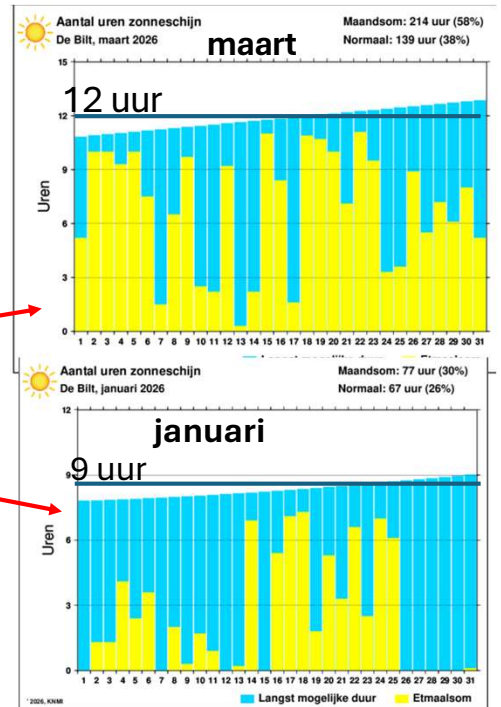 Aantal uren zonneschijn
De Bilt, maart 2026
Maandsom: 214 uur (58%)
Normaal: 139 uur (38%)
maart
12 uur
15
12
9
6
3
0
Uren
1 2 3 4 5 6 7 8 9 10 11 12 13 14 15 16 17 18 19 20 21 22 23 24 25 26 27 28 29 30 31
Langst mogelijke duur Etmaalsom
Aantal uren zonneschijn
De Bilt, januari 2026
Maandsom: 77 uur (30%)
Normaal: 67 uur (26%)
januari
9 uur
12
9
6
3
0
Uren
1 2 3 4 5 6 7 8 9 10 11 12 13 14 15 16 17 18 19 20 21 22 23 24 25 26 27 28 29 30 31
2026, KNMI
Langst mogelijke duur Etmaalsom